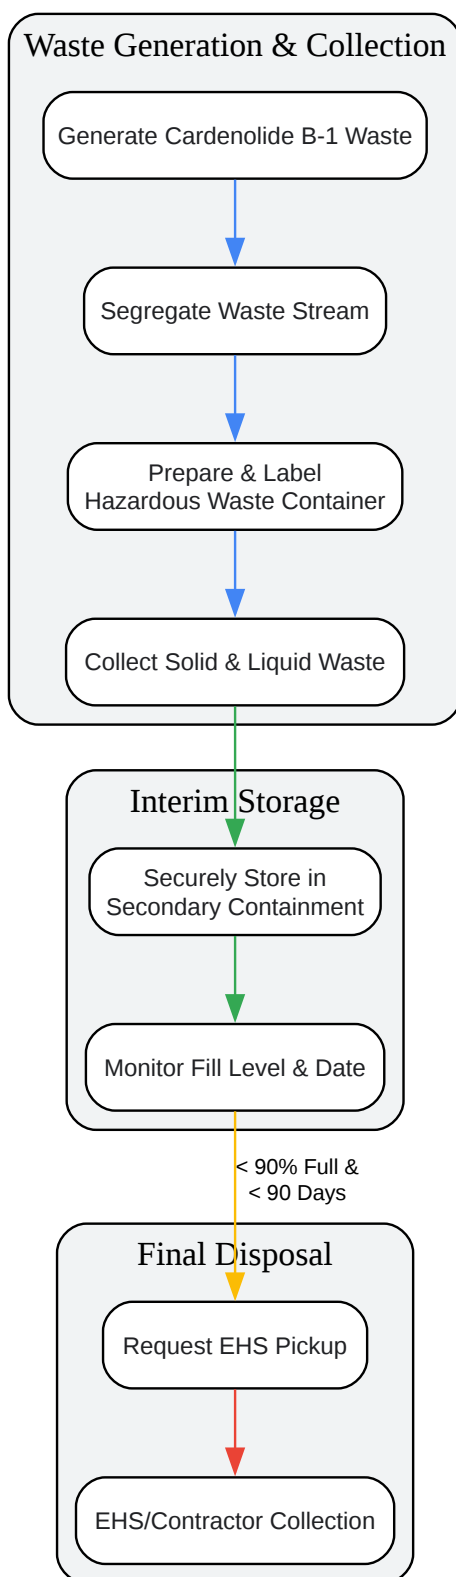 Waste Generation & Collection
Generate Cardenolide B-1 Waste
Segregate Waste Stream
Prepare & Label
Hazardous Waste Container
Collect Solid & Liquid Waste
Interim Storage
Securely Store in
Secondary Containment
Monitor Fill Level & Date
< 90% Full &
< 90 Days
Final Disposal
Request EHS Pickup
EHS/Contractor Collection